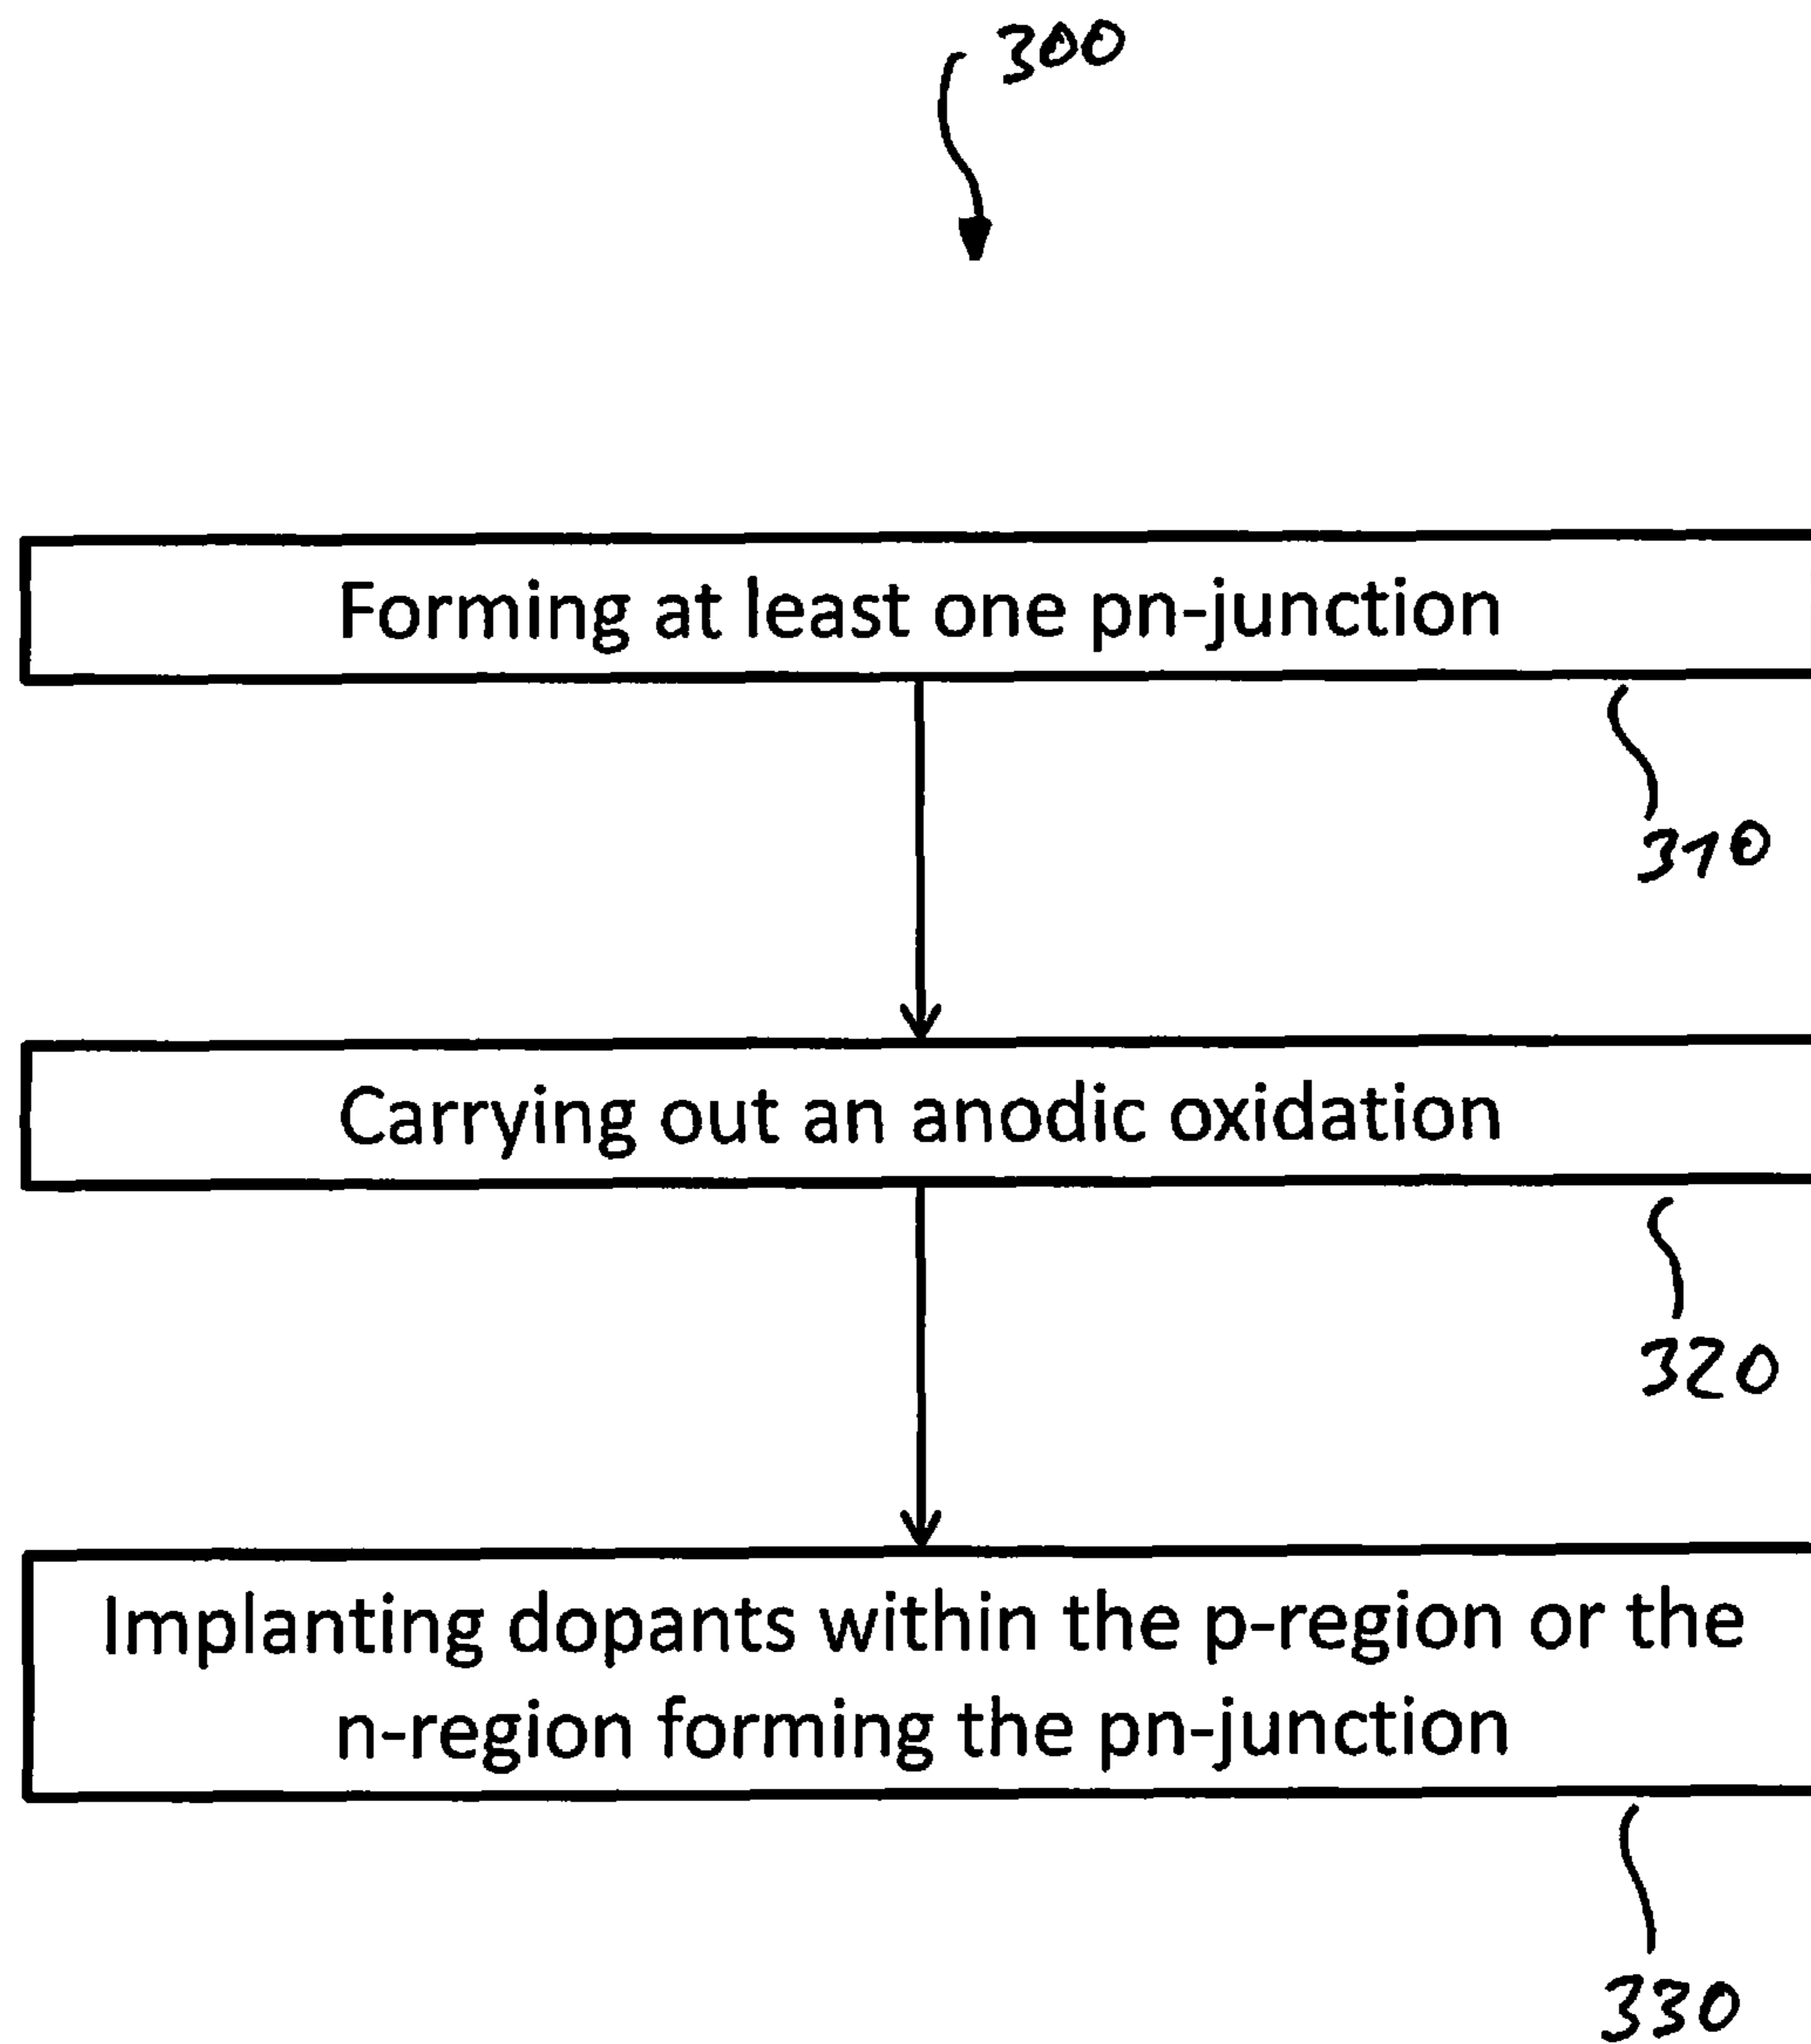 300
Forming at least one pn-junction
310
Carrying out an anodic oxidation
320
Implanting dopants within the p-region or the
n-region forming the pn-junction
330